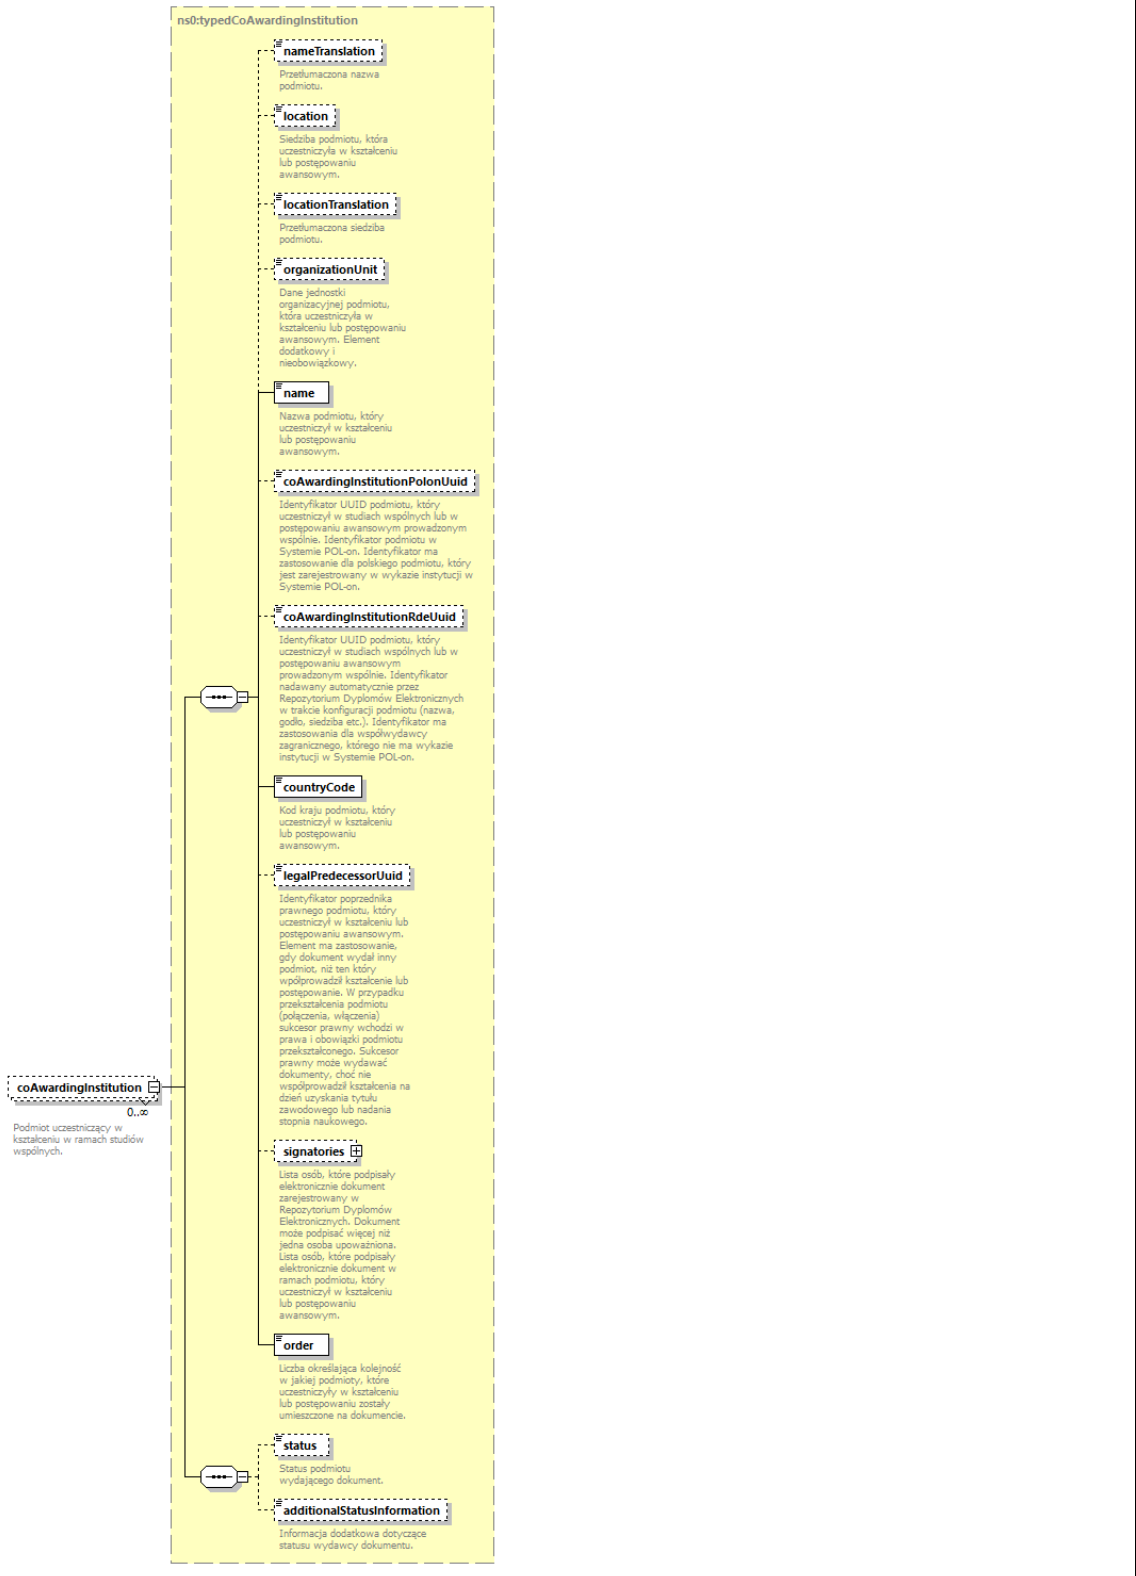 ns0:typedCoAwardingInstitution
nameTranslation
Przetłumaczona nazwa
podmiotu.
location
Siedziba podmiotu, która
uczestniczyła w kształceniu
lub postępowaniu
awansowym.
locationTranslation
Przetłumaczona siedziba
podmiotu.
organizationUnit
Dane jednostki
organizacyjnej podmiotu,
która uczestniczyła w
kształceniu lub postępowaniu
awansowym. Element
dodatkowy i
nieobowiązkowy.
name
Nazwa podmiotu, który
uczestniczył w kształceniu
lub postępowaniu
awansowym.
coAwardingInstitutionPolonUuid
Identyfikator UUID podmiotu, który
uczestniczył w studiach wspólnych lub w
postępowaniu awansowym prowadzonym
wspólnie. Identyfikator podmiotu w
Systemie POL-on. Identyfikator ma
zastosowanie dla polskiego podmiotu, który
jest zarejestrowany w wykazie instytucji w
Systemie POL-on.
coAwardingInstitutionRdeUuid
Identyfikator UUID podmiotu, który
uczestniczył w studiach wspólnych lub w
postępowaniu awansowym
prowadzonym wspólnie. Identyfikator
nadawany automatycznie przez
Repozytorium Dyplomów Elektronicznych
w trakcie konfiguracji podmiotu (nazwa,
godło, siedziba etc.). Identyfikator ma
zastosowania dla współwydawcy
zagranicznego, którego nie ma wykazie
instytucji w Systemie POL-on.
countryCode
Kod kraju podmiotu, który
uczestniczył w kształceniu
lub postępowaniu
awansowym.
legalPredecessorUuid
Identyfikator poprzednika
prawnego podmiotu, który
uczestniczył w kształceniu lub
postępowaniu awansowym.
Element ma zastosowanie,
gdy dokument wydał inny
podmiot, niż ten który
wpółprowadził kształcenie lub
postępowanie. W przypadku
przekształcenia podmiotu
(połączenia, włączenia)
sukcesor prawny wchodzi w
prawa i obowiązki podmiotu
przekształconego. Sukcesor
prawny może wydawać
dokumenty, choć nie
współprowadził kształcenia na
dzień uzyskania tytułu
zawodowego lub nadania
stopnia naukowego.
coAwardingInstitution
0..∞
Podmiot uczestniczący w
kształceniu w ramach studiów
wspólnych.
signatories
Lista osób, które podpisały
elektronicznie dokument
zarejestrowany w
Repozytorium Dyplomów
Elektronicznych. Dokument
może podpisać więcej niż
jedna osoba upoważniona.
Lista osób, które podpisały
elektronicznie dokument w
ramach podmiotu, który
uczestniczył w kształceniu
lub postępowaniu
awansowym.
order
Liczba określająca kolejność
w jakiej podmioty, które
uczestniczyły w kształceniu
lub postępowaniu zostały
umieszczone na dokumencie.
status
Status podmiotu
wydającego dokument.
additionalStatusInformation
Informacja dodatkowa dotycząca
statusu wydawcy dokumentu.